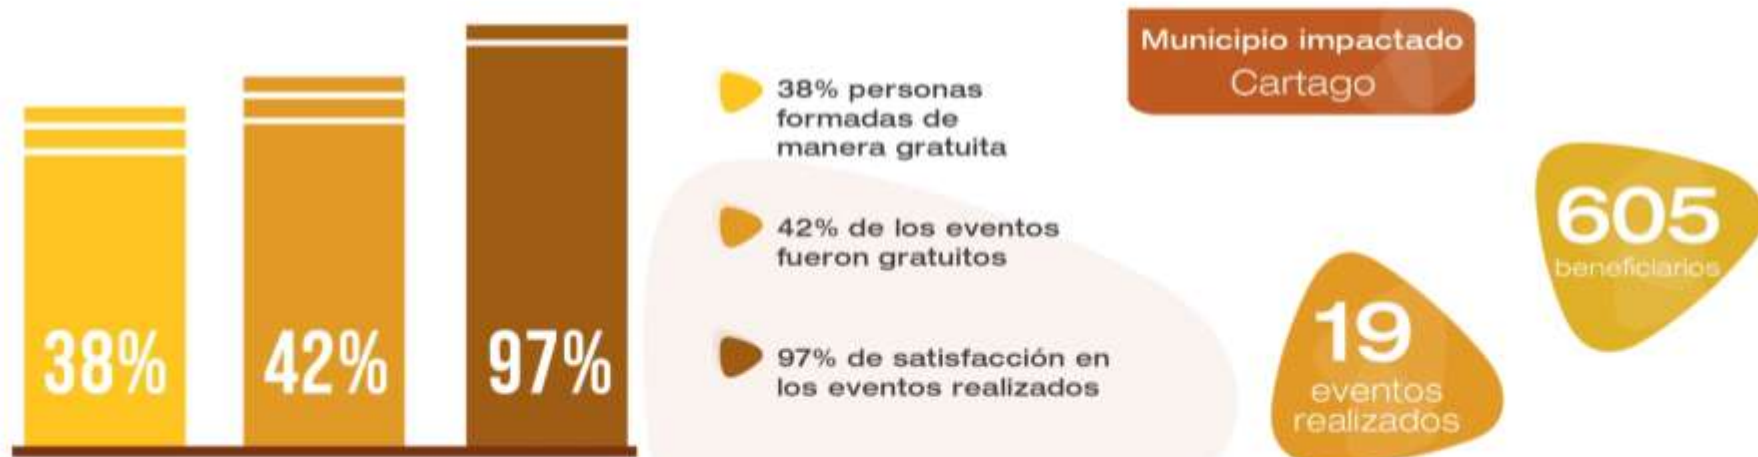 38%
42%
97%
38% personas
formadas de
manera gratuita
42% de los eventos
fueron gratuitos
97% de satisfacción en
los eventos realizados
Municipio impactado
Cartago
605
beneficiarios
19
eventos
realizados